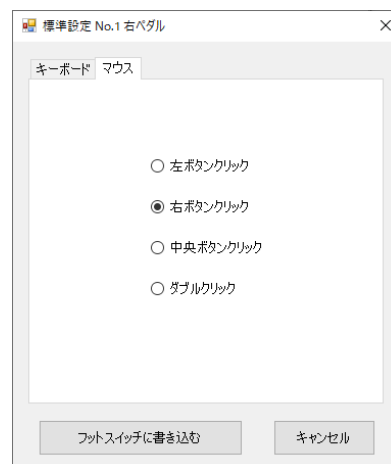 標準設定 No.1 右ペダル
キーボード マウス
左ボタンクリック
右ボタンクリック
中央ボタンクリック
ダブルクリック
フットスイッチに書き込む キャンセル